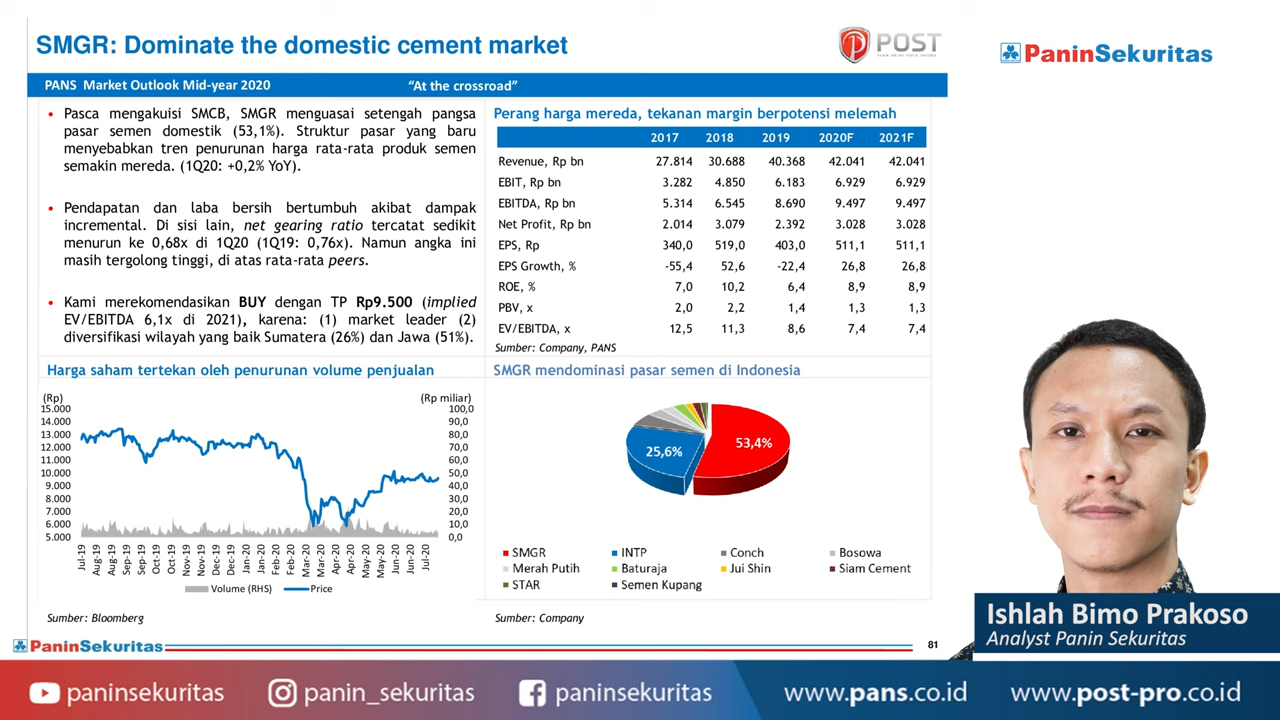 SMGR: Dominate the domestic cement market
POST
PaninSekuritas
PANS Market Outlook Mid-year 2020
“At the crossroad”
• Pasca mengakuisi SMCB, SMGR menguasai setengah pangsa
pasar semen domestik (53,1%). Struktur pasar yang baru
menyebabkan tren penurunan harga rata-rata produk semen
semakin mereda. (1Q20: +0,2% YoY).
• Pendapatan dan laba bersih bertumbuh akibat dampak
incremental. Di sisi lain, net gearing ratio tercatat sedikit
menurun ke 0,68x di 1Q20 (1Q19: 0,76x). Namun angka ini
masih tergolong tinggi, di atas rata-rata peers.
• Kami merekomendasikan BUY dengan TP Rp9.500 (implied
EV/EBITDA 6,1x di 2021), karena: (1) market leader (2)
diversifikasi wilayah yang baik Sumatera (26%) dan Jawa (51%).
Perang harga mereda, tekanan margin berpotensi melemah
2017 2018 2019 2020F 2021F
Revenue, Rp bn 27.814 30.688 40.368 42.041 42.041
EBIT, Rp bn 3.282 4.850 6.183 6.929 6.929
EBITDA, Rp bn 5.314 6.545 8.690 9.497 9.497
Net Profit, Rp bn 2.014 3.079 2.392 3.028 3.028
EPS, Rp 340,0 519,0 403,0 511,1 511,1
EPS Growth, % -55,4 52,6 -22,4 26,8 26,8
ROE, % 7,0 10,2 6,4 8,9 8,9
PBV, x 2,0 2,2 1,4 1,3 1,3
EV/EBITDA, x 12,5 11,3 8,6 7,4 7,4
Sumber: Company, PANS
Harga saham tertekan oleh penurunan volume penjualan
(Rp) (Rp miliar)
15.000 100,0
14.000 90,0
13.000 80,0
12.000 70,0
11.000 60,0
10.000 50,0
9.000 40,0
8.000 30,0
7.000 20,0
6.000 10,0
5.000 0,0
Jul-19 Aug-19 Aug-19 Sep-19 Sep-19 Oct-19 Oct-19 Nov-19 Nov-19 Dec-19 Dec-19 Jan-20 Jan-20 Feb-20 Feb-20 Mar-20 Mar-20 Apr-20 Apr-20 May-20 May-20 Jun-20 Jun-20 Jul-20
Volume (RHS) Price
Sumber: Bloomberg
SMGR mendominasi pasar semen di Indonesia
53,4%
25,6%
SMGR INTP Conch Bosowa
Merah Putih Baturaja Jui Shin Siam Cement
STAR Semen Kupang
Sumber: Company
PaninSekuritas
81
Ishlah Bimo Prakoso
Analyst Panin Sekuritas
paninsekuritas panin_sekuritas paninsekuritas www.pans.co.id www.post-pro.co.id